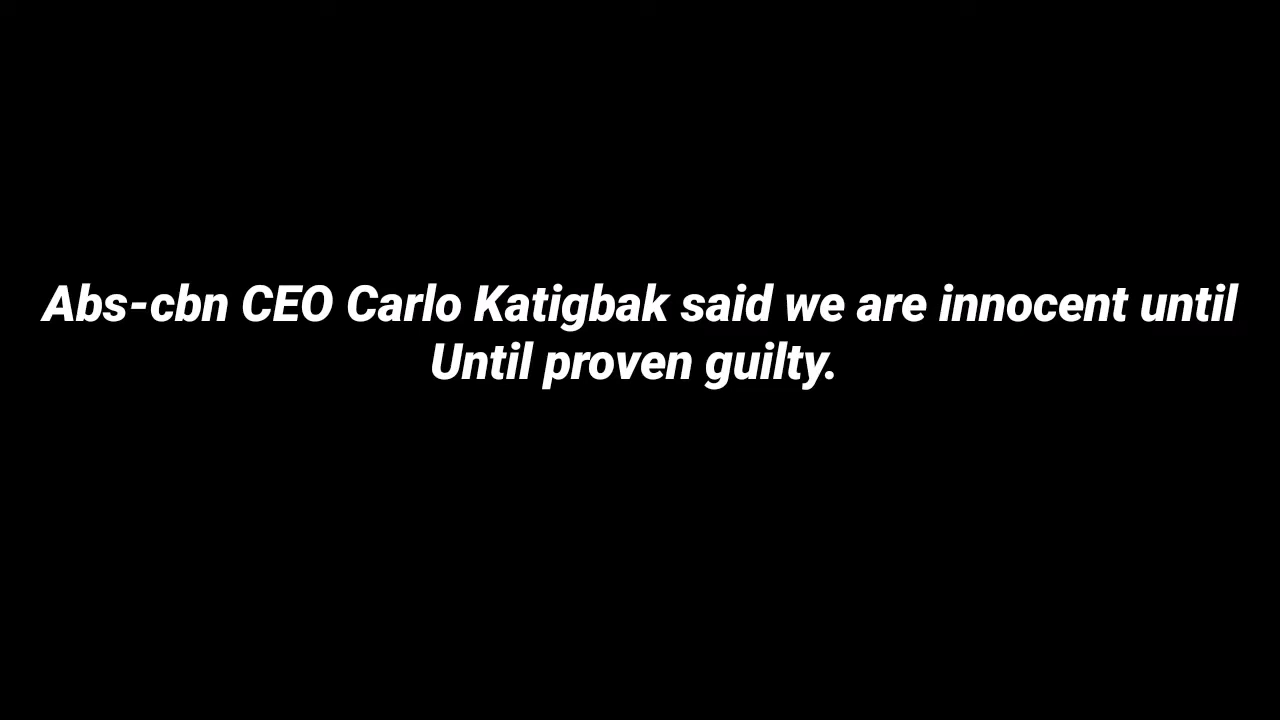 Abs-cbn CEO Carlo Katigbak said we are innocent until
Until proven guilty.